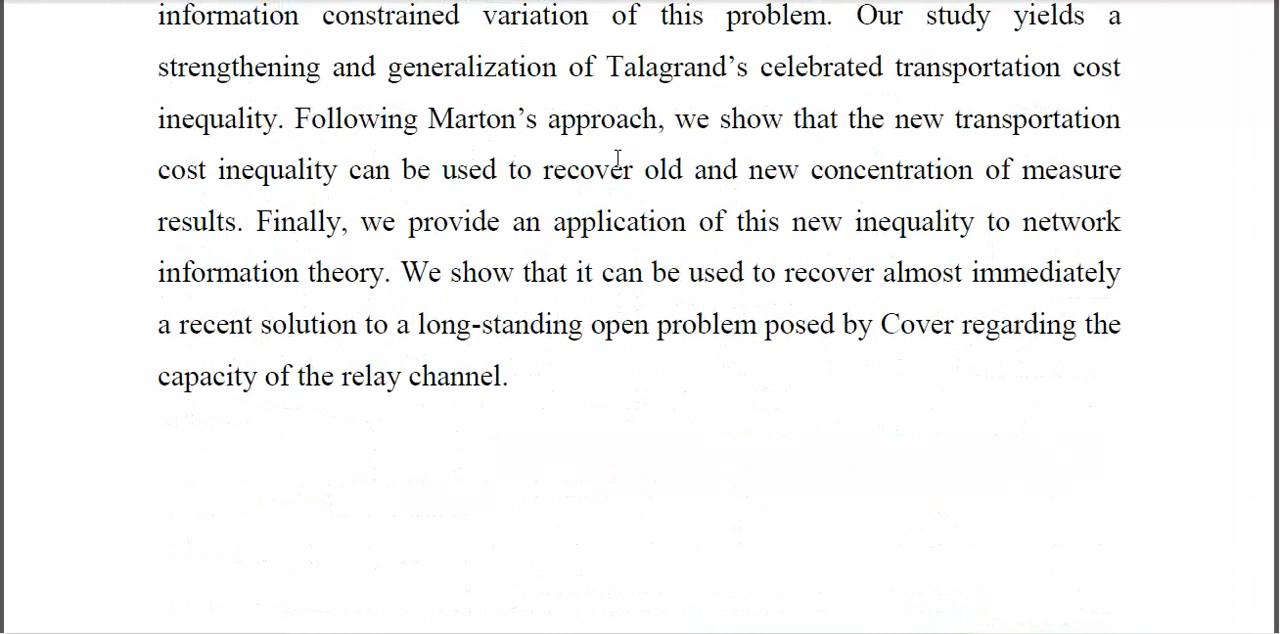 information constrained variation of this problem. Our study yields a
strengthening and generalization of Talagrand’s celebrated transportation cost
inequality. Following Marton’s approach, we show that the new transportation
cost inequality can be used to recover old and new concentration of measure
results. Finally, we provide an application of this new inequality to network
information theory. We show that it can be used to recover almost immediately
a recent solution to a long-standing open problem posed by Cover regarding the
capacity of the relay channel.